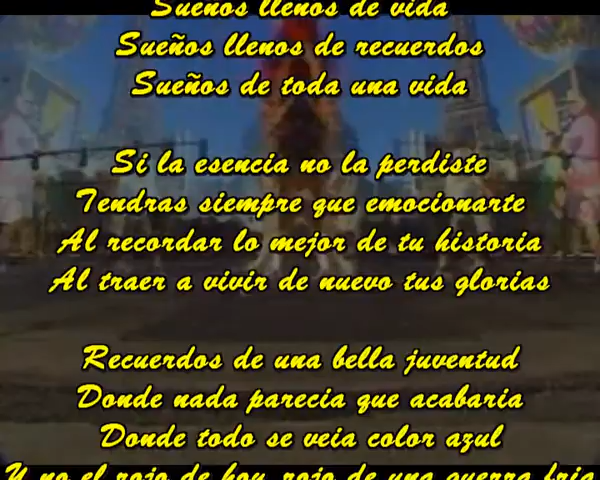 Sueños llenos de vida
Sueños llenos de recuerdos
Sueños de toda una vida
Si la esencia no la perdiste
Tendras siempre que emocionarte
Al recordar lo mejor de tu historia
Al traer a vivir de nuevo tus glorias
Recuerdos de una bella juventud
Donde nada parecia que acabaria
Donde todo se veia color azul
Y no el rojo de hoy, rojo de una guerra fria